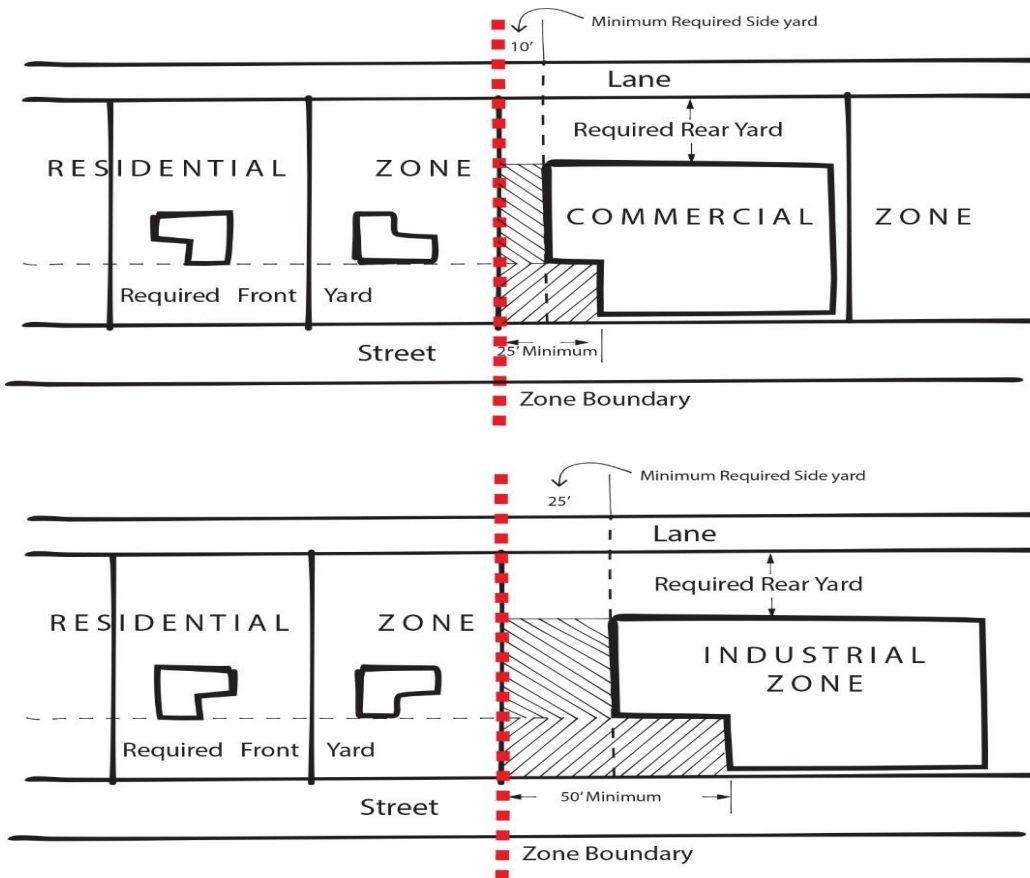 Minimum Required Side yard
10’
Lane
Required Rear Yard
RESIDENTIAL ZONE
COMMERCIAL ZONE
Required Front Yard
Street
25’ Minimum
Zone Boundary
Minimum Required Side yard
25’
Lane
Required Rear Yard
RESIDENTIAL ZONE
INDUSTRIAL
ZONE
Required Front Yard
50’ Minimum
Street
Zone Boundary